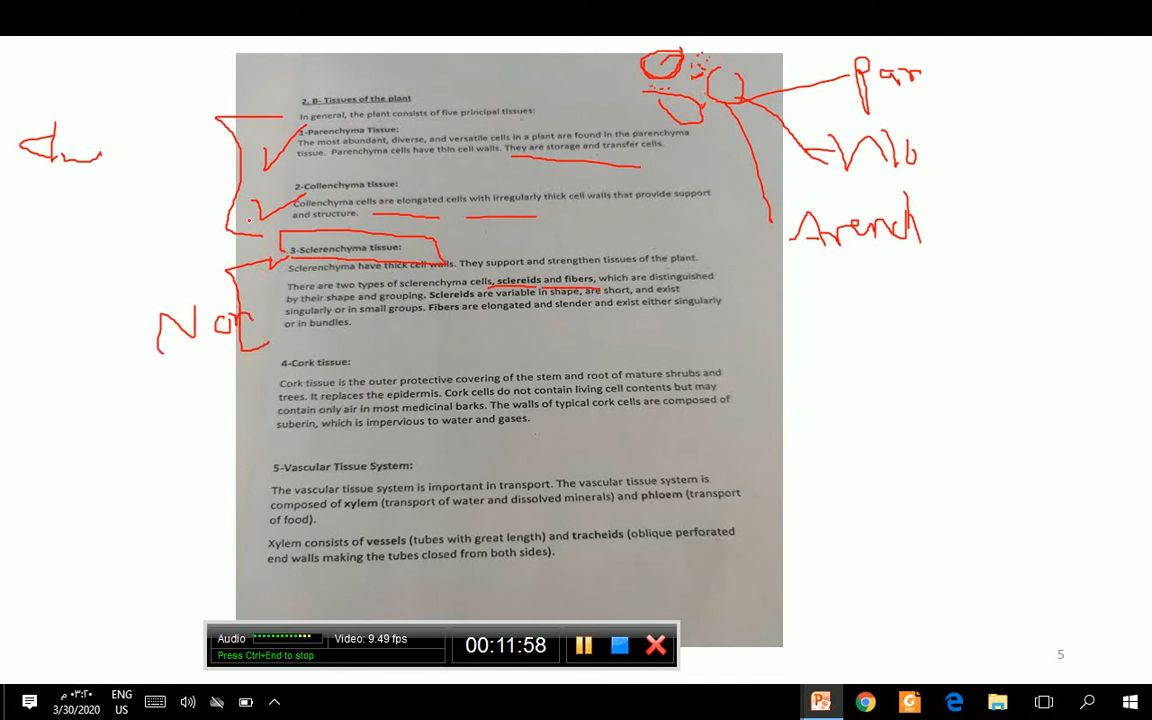 2. B- Tissues of the plant
In general, the plant consists of five principal tissues:
1-Parenchyma Tissue:
The most abundant, diverse, and versatile cells in a plant are found in the parenchyma
tissue. Parenchyma cells have thin cell walls. They are storage and transfer cells.
2-Collenchyma tissue:
Collenchyma cells are elongated cells with irregularly thick cell walls that provide support
and structure.
3-Sclerenchyma tissue:
Sclerenchyma have thick cell walls. They support and strengthen tissues of the plant.
There are two types of sclerenchyma cells, sclereids and fibers, which are distinguished
by their shape and grouping. Sclereids are variable in shape, are short, and exist
singularly or in small groups. Fibers are elongated and slender and exist either singularly
or in bundles.
4-Cork tissue:
Cork tissue is the outer protective covering of the stem and root of mature shrubs and
trees. It replaces the epidermis. Cork cells do not contain living cell contents but may
contain only air in most medicinal barks. The walls of typical cork cells are composed of
suberin, which is impervious to water and gases.
5-Vascular Tissue System:
The vascular tissue system is important in transport. The vascular tissue system is
composed of xylem (transport of water and dissolved minerals) and phloem (transport
of food).
Xylem consists of vessels (tubes with great length) and tracheids (oblique perforated
end walls making the tubes closed from both sides).
Par
Arench
Audio
Video: 9.49 fps
Press Ctrl+End to stop
00:11:58
5
٠٣:٢٠ م
3/30/2020
ENG
US